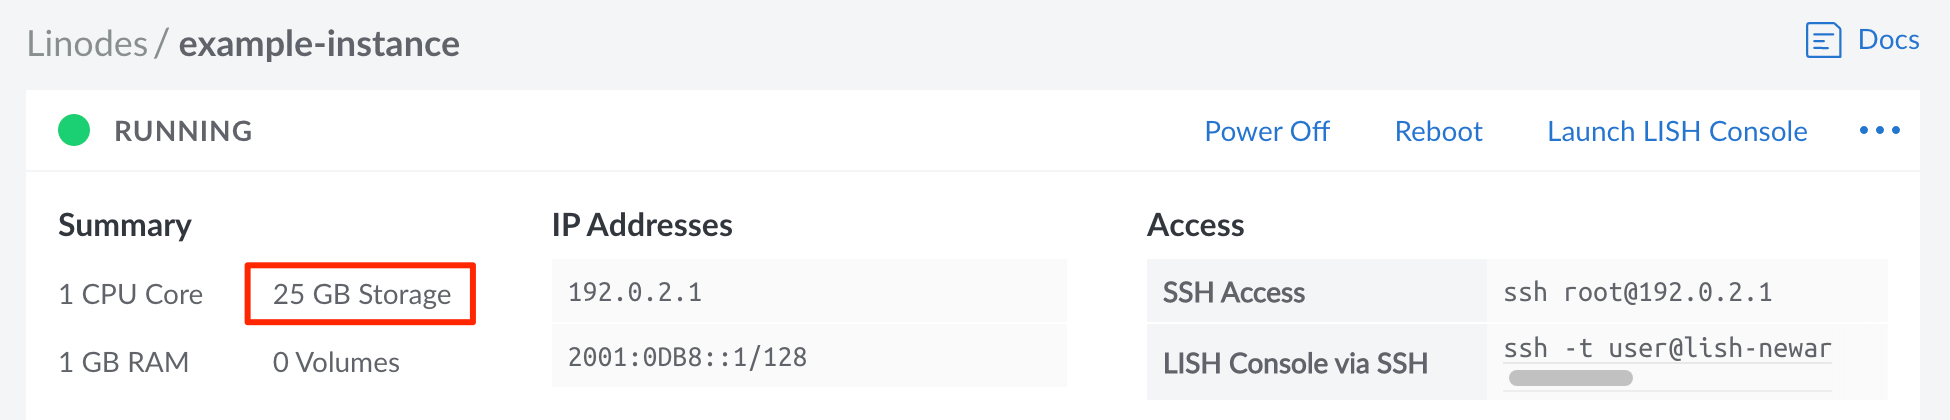 Linodes / example-instance
Docs
RUNNING
Power Off
Reboot
Launch LISH Console
Summary
1 CPU Core
25 GB Storage
1 GB RAM
0 Volumes
IP Addresses
192.0.2.1
2001:0DB8::1/128
Access
SSH Access
ssh root@192.0.2.1
LISH Console via SSH
ssh -t user@lish-newar